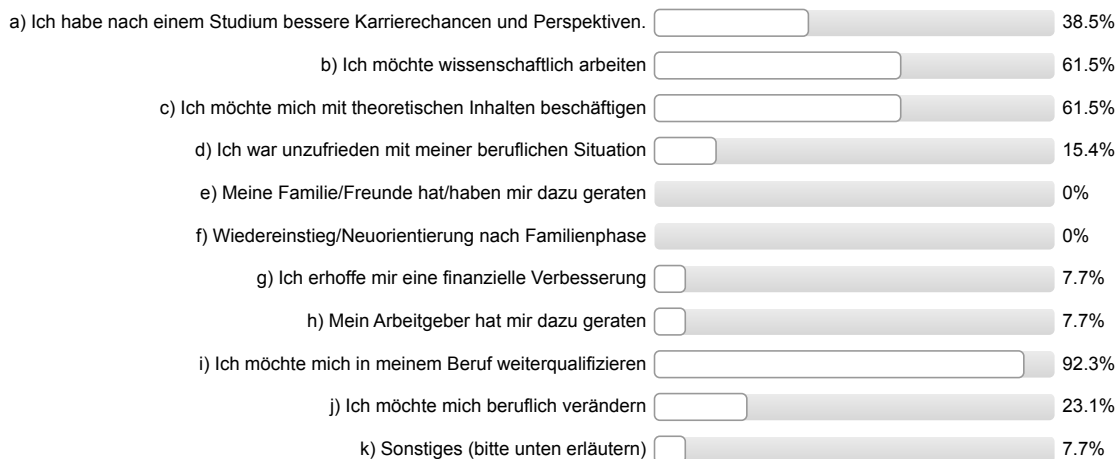 a) Ich habe nach einem Studium bessere Karrierechancen und Perspektiven. 38.5%
b) Ich möchte wissenschaftlich arbeiten 61.5%
c) Ich möchte mich mit theoretischen Inhalten beschäftigen 61.5%
d) Ich war unzufrieden mit meiner beruflichen Situation 15.4%
e) Meine Familie/Freunde hat/haben mir dazu geraten 0%
f) Wiedereinstieg/Neuorientierung nach Familienphase 0%
g) Ich erhoffe mir eine finanzielle Verbesserung 7.7%
h) Mein Arbeitgeber hat mir dazu geraten 7.7%
i) Ich möchte mich in meinem Beruf weiterqualifizieren 92.3%
j) Ich möchte mich beruflich verändern 23.1%
k) Sonstiges (bitte unten erläutern) 7.7%